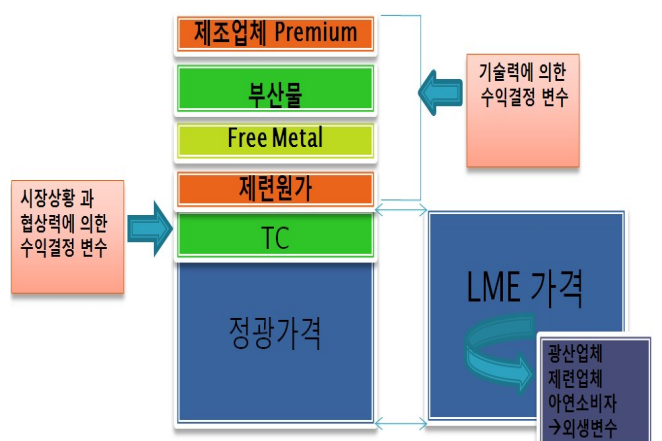 제조업체 Premium
부산물
Free Metal
제련원가
TC
정광가격
기술력에 의한
수익결정 변수
시장상황 과
협상력에 의한
수익결정 변수
LME 가격
광산업체
제련업체
아연소비자
→외생변수